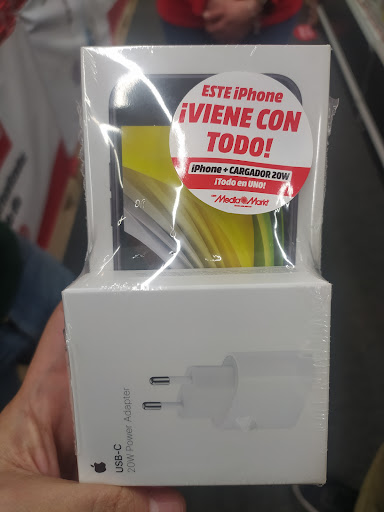 ESTE iPhone
¡VIENE CON
TODO!
iPhone + CARGADOR 20W
¡Todo en UNO!
MediaMarkt
USB-C
20W Power Adapter